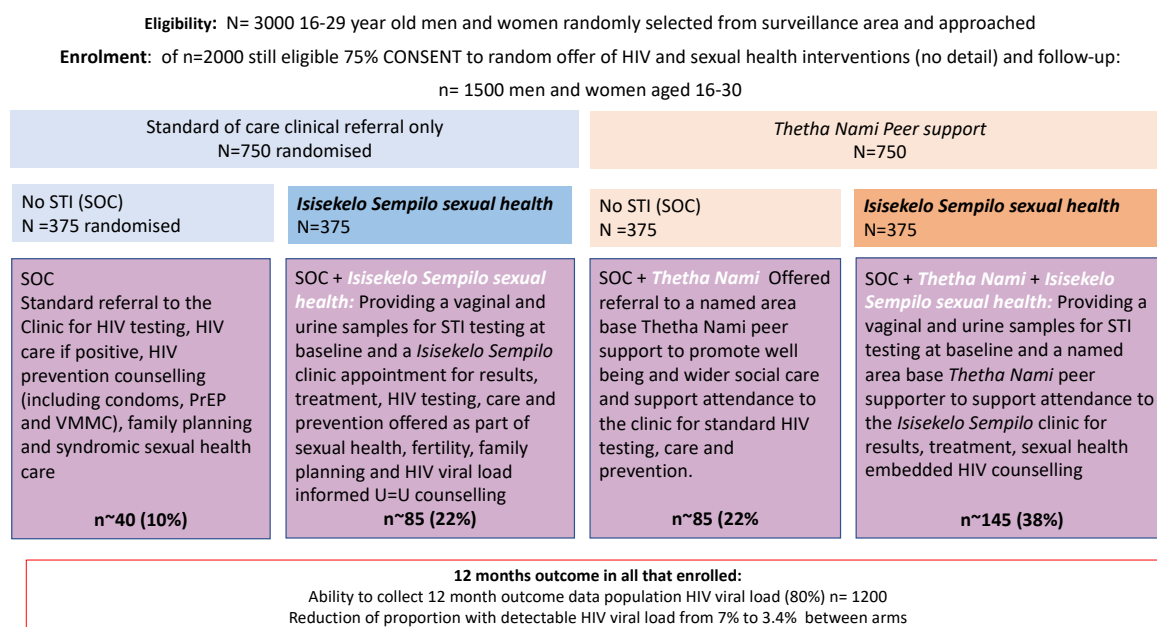 Eligibility: N= 3000 16-29 year old men and women randomly selected from surveillance area and approached
Enrolment: of n=2000 still eligible 75% CONSENT to random offer of HIV and sexual health interventions (no detail) and follow-up:
n= 1500 men and women aged 16-30
Standard of care clinical referral only
N=750 randomised
Thetha Nami Peer support
N=750
No STI (SOC)
N =375 randomised
Isisekelo Sempilo sexual health
N=375
No STI (SOC)
N =375
Isisekelo Sempilo sexual health
N=375
SOC
Standard referral to the
Clinic for HIV testing, HIV
care if positive, HIV
prevention counselling
(including condoms, PrEP
and VMMC), family planning
and syndromic sexual health
care
n~40 (10%)
SOC + Isisekelo Sempilo sexual
health: Providing a vaginal and
urine samples for STI testing at
baseline and a Isisekelo Sempilo
clinic appointment for results,
treatment, HIV testing, care and
prevention offered as part of
sexual health, fertility, family
planning and HIV viral load
informed U=U counselling
n~85 (22%)
SOC + Thetha Nami Offered
referral to a named area
base Thetha Nami peer
support to promote well
being and wider social care
and support attendance to
the clinic for standard HIV
testing, care and
prevention.
n~85 (22%
SOC + Thetha Nami + Isisekelo
Sempilo sexual health: Providing a
vaginal and urine samples for STI
testing at baseline and a named
area base Thetha Nami peer
supporter to support attendance to
the Isisekelo Sempilo clinic for
results, treatment, sexual health
embedded HIV counselling
n~145 (38%)
12 months outcome in all that enrolled:
Ability to collect 12 month outcome data population HIV viral load (80%) n= 1200
Reduction of proportion with detectable HIV viral load from 7% to 3.4% between arms